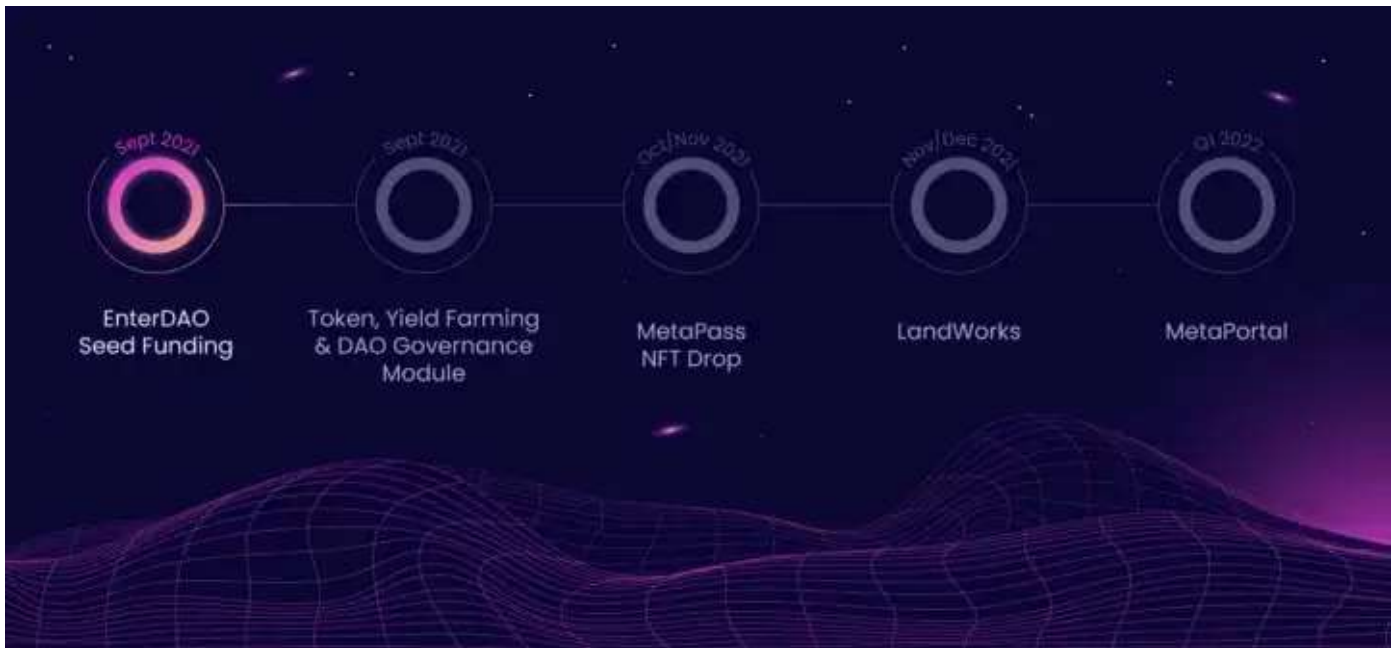 Sept 2021
Sept 2021
Oct/Nov 2021
Nov/Dec 2021
Q1 2022
EnterDAO
Seed Funding
Token, Yield Farming
& DAO Governance
Module
MetaPass
NFT Drop
LandWorks
MetaPortal